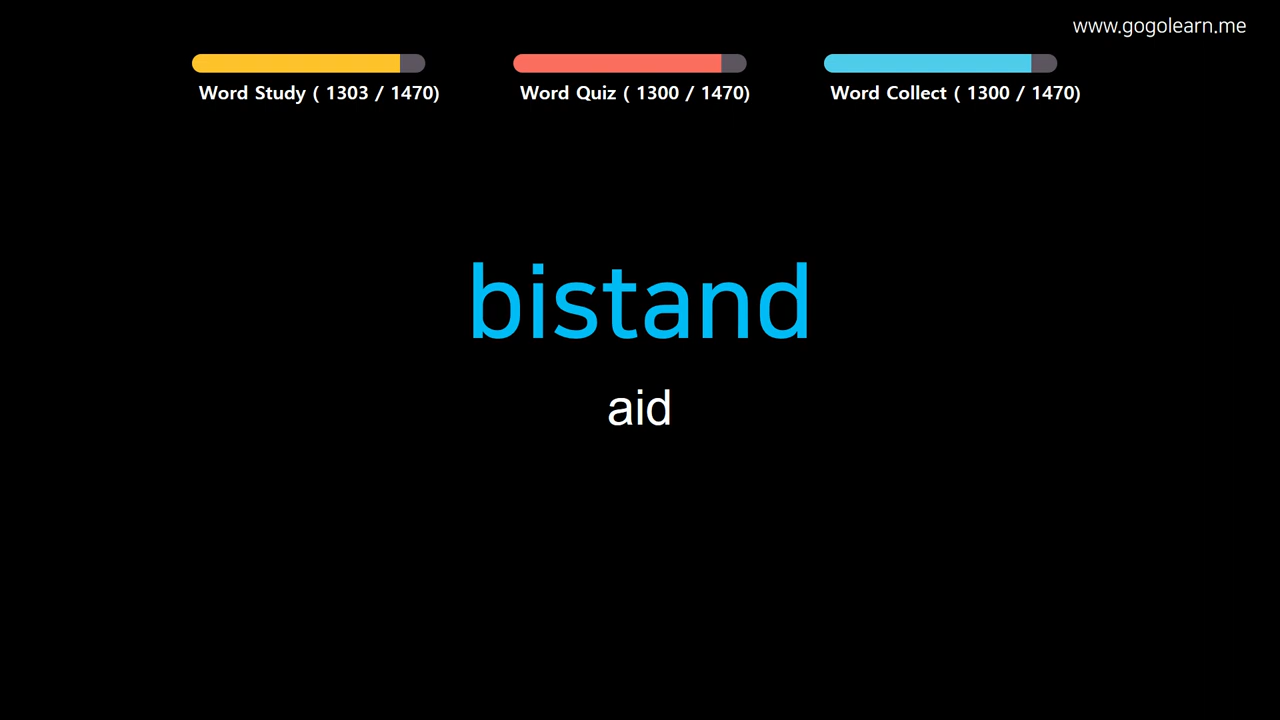 www.gogolearn.me
Word Study ( 1303 / 1470)
Word Quiz ( 1300 / 1470)
Word Collect ( 1300 / 1470)
bistand
aid